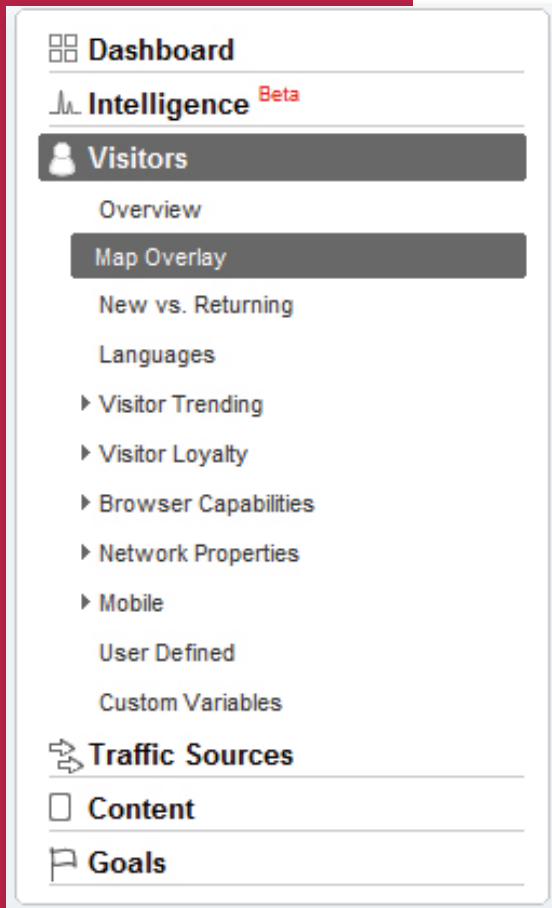 Dashboard
Intelligence Beta
Visitors
Overview
Map Overlay
New vs. Returning
Languages
Visitor Trending
Visitor Loyalty
Browser Capabilities
Network Properties
Mobile
User Defined
Custom Variables
Traffic Sources
Content
Goals